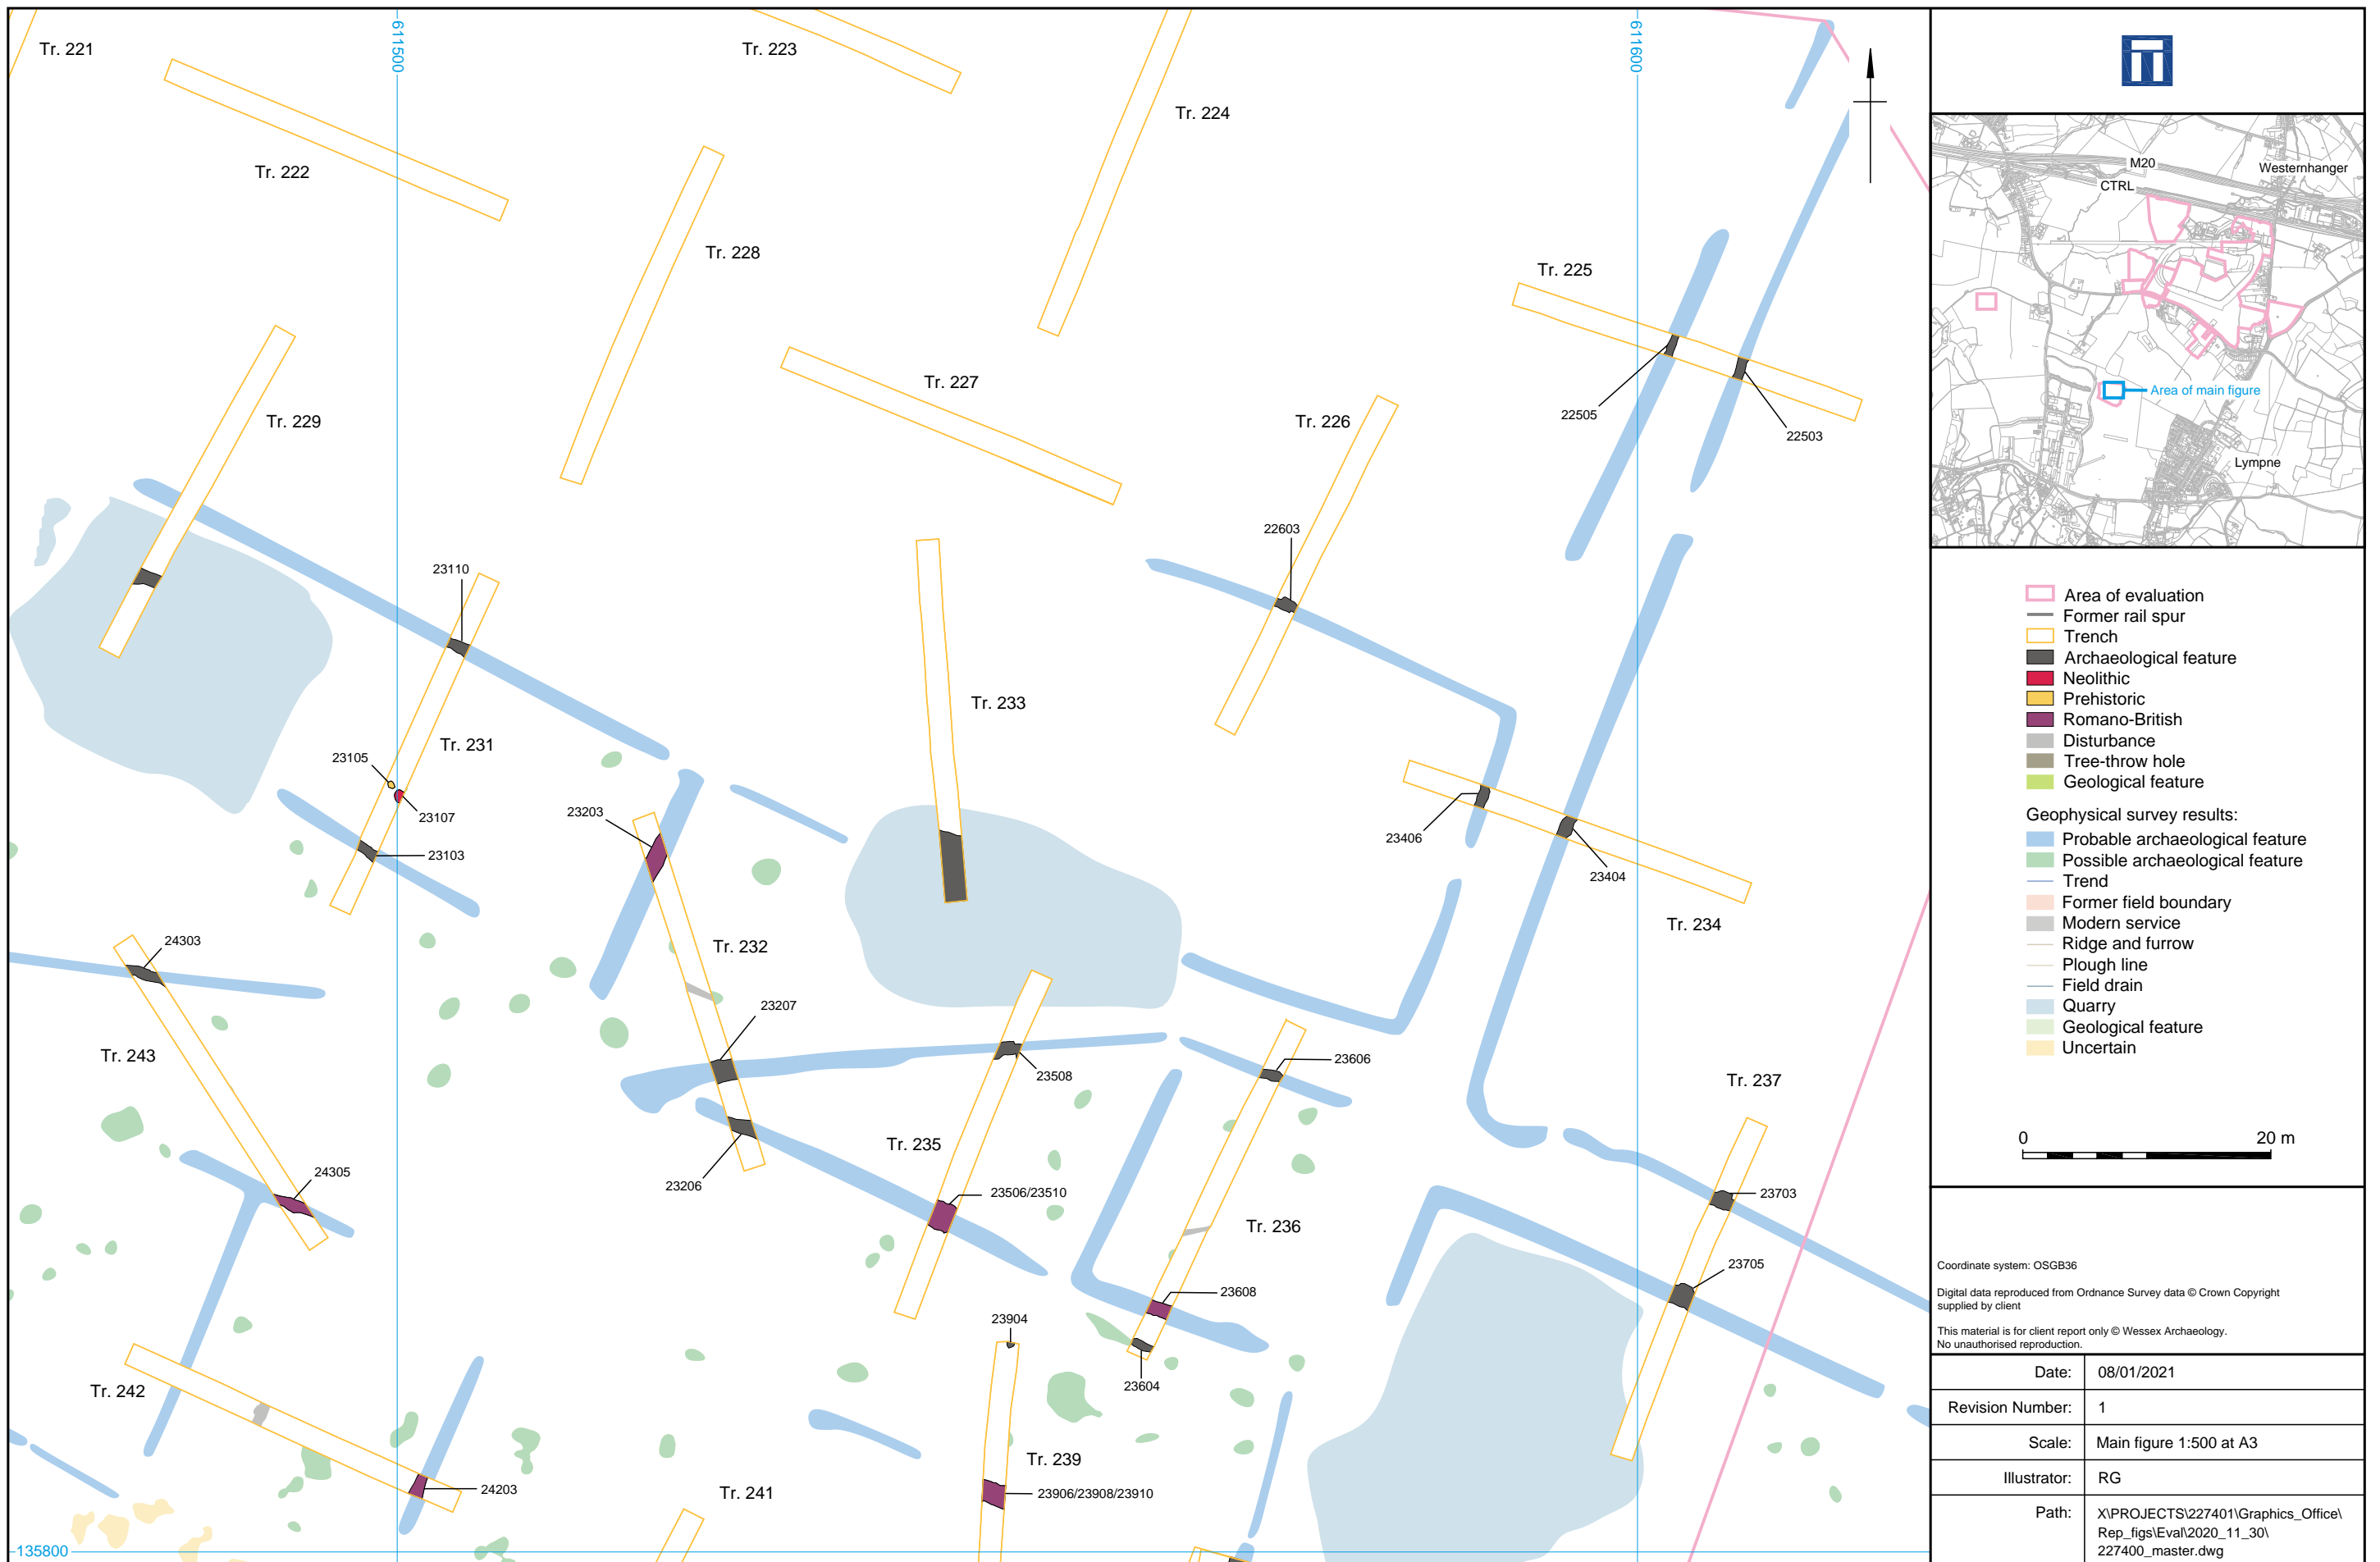 Tr. 221
Tr. 222
Tr. 223
Tr. 224
Tr. 228
Tr. 225
Tr. 227
Tr. 226
Tr. 229
611500
611600
22505
22503
22603
23110
Tr. 233
Tr. 231
23105
23107
23103
23203
23406
23404
Tr. 234
Tr. 232
24303
23207
Tr. 243
23508
23606
Tr. 237
Tr. 235
24305
23206
23506/23510
23703
Tr. 236
23705
23608
23904
23604
Tr. 242
Tr. 239
24203
Tr. 241
23906/23908/23910
135800
M20
CTRL
Westernhanger
Area of main figure
Lympne
Area of evaluation
Former rail spur
Trench
Archaeological feature
Neolithic
Prehistoric
Romano-British
Disturbance
Tree-throw hole
Geological feature
Geophysical survey results:
Probable archaeological feature
Possible archaeological feature
Trend
Former field boundary
Modern service
Ridge and furrow
Plough line
Field drain
Quarry
Geological feature
Uncertain
0 20 m
Coordinate system: OSGB36
Digital data reproduced from Ordnance Survey data © Crown Copyright
supplied by client
This material is for client report only © Wessex Archaeology.
No unauthorised reproduction.
Date: 08/01/2021
Revision Number: 1
Scale: Main figure 1:500 at A3
Illustrator: RG
Path: X\PROJECTS\227401\Graphics_Office\
Rep_figs\Eval\2020_11_30\
227400_master.dwg